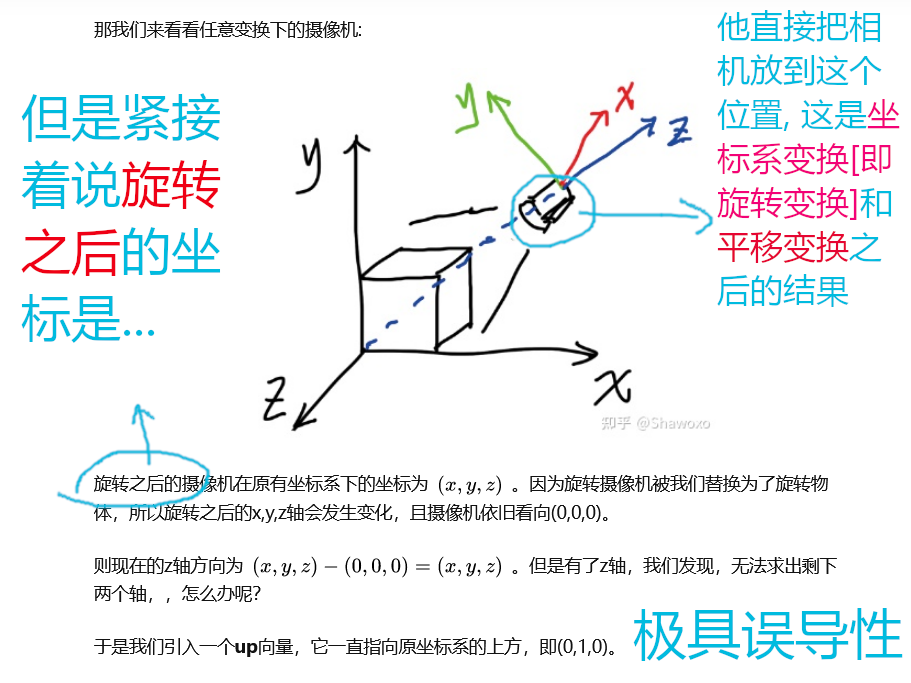 那我们来看看任意变换下的摄像机:
他直接把相
机放到这个
位置, 这是坐
标系变换[即
旋转变换]和
平移变换之
后的结果
但是紧接
着说旋转
之后的坐
标是...
y
x
z
y
x
z
知乎 @Shawoxo
旋转之后的摄像机在原有坐标系下的坐标为 (x, y, z) 。因为旋转摄像机被我们替换为了旋转物
体，所以旋转之后的x,y,z轴会发生变化，且摄像机依旧看向(0,0,0)。
则现在的z轴方向为 (x, y, z) − (0, 0, 0) = (x, y, z) 。但是有了z轴，我们发现，无法求出剩下
两个轴，，怎么办呢?
于是我们引入一个up向量，它一直指向原坐标系的上方，即(0,1,0)。
极具误导性